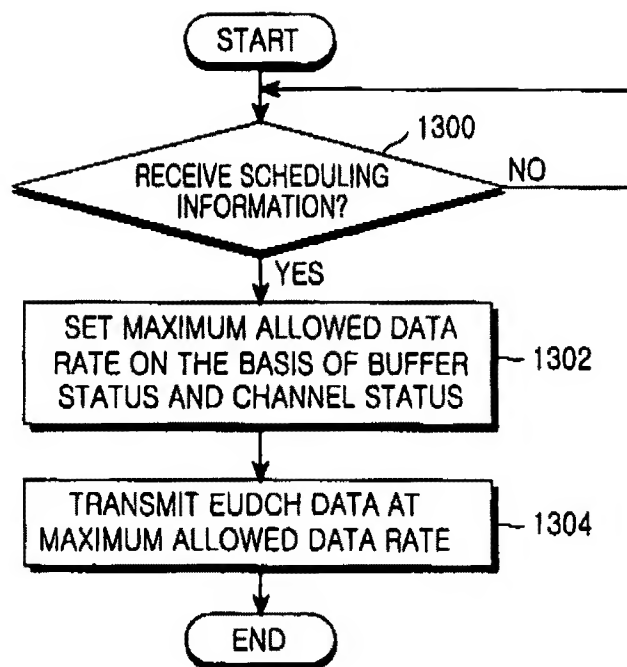 START
1300
RECEIVE SCHEDULING
INFORMATION?
NO
YES
SET MAXIMUM ALLOWED DATA
RATE ON THE BASIS OF BUFFER
STATUS AND CHANNEL STATUS
1302
TRANSMIT EUDCH DATA AT
MAXIMUM ALLOWED DATA RATE
1304
END